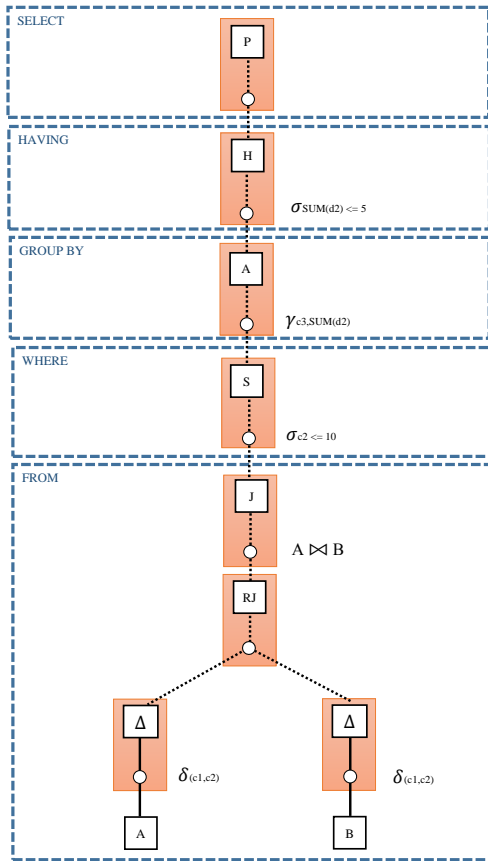 SELECT
P
HAVING
H
σSUM(d2) <= 5
GROUP BY
A
γc3,SUM(d2)
WHERE
S
σc2 <= 10
FROM
J
A ⋈ B
RJ
Δ Δ
δ(c1,c2) δ(c1,c2)
A B